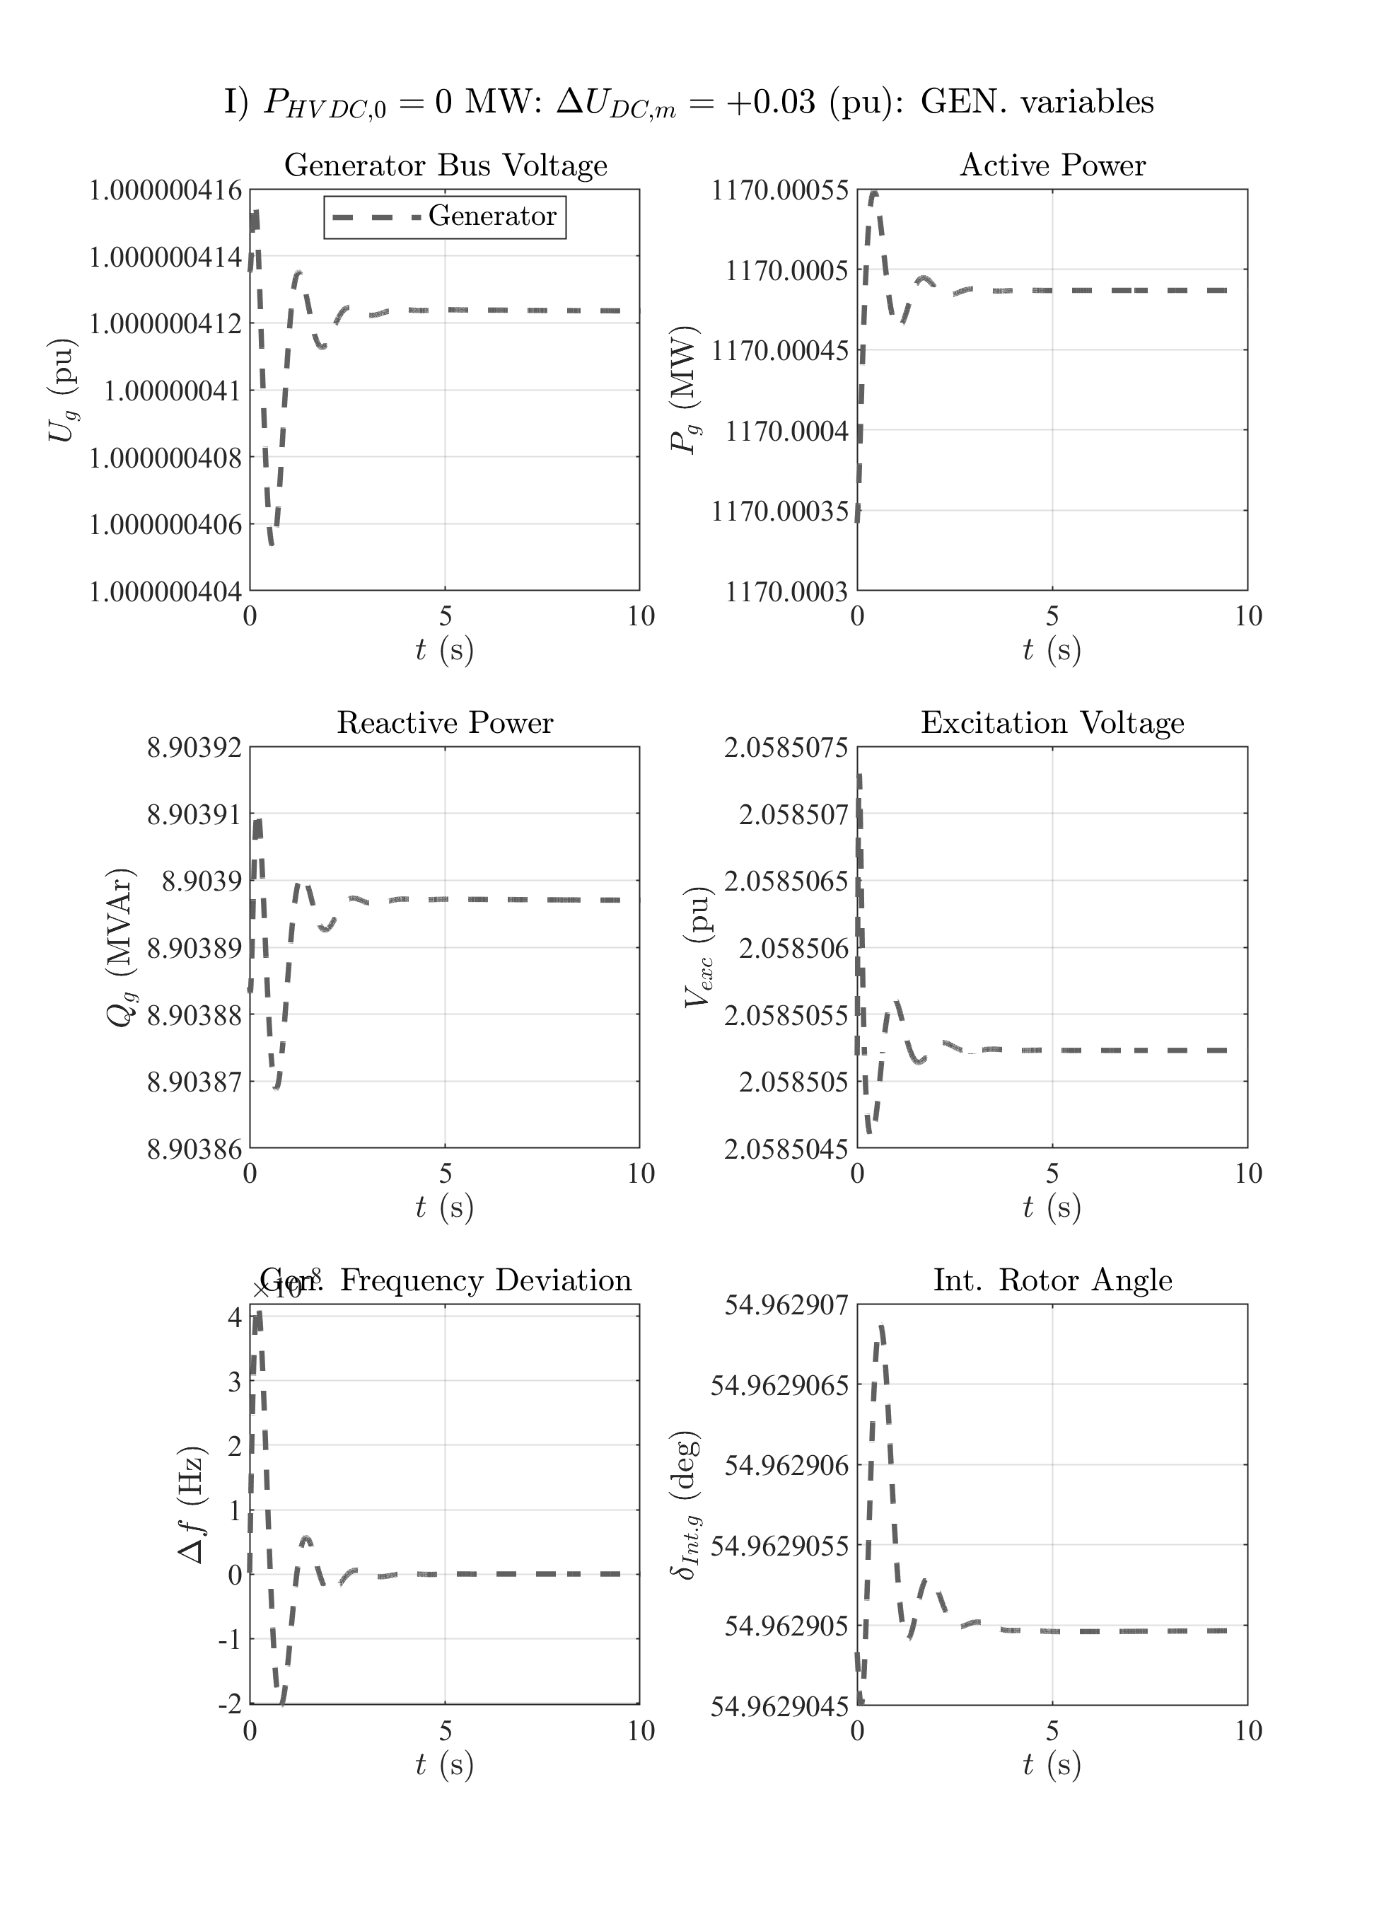 I) P_{HVDC,0} = 0 MW: ΔU_{DC,m} = +0.03 (pu): GEN. variables
Generator Bus Voltage
1.000000416
1.000000414
1.000000412
1.00000041
1.000000408
1.000000406
1.000000404
0 5 10
U_g (pu)
t (s)
Generator
Active Power
1170.00055
1170.0005
1170.00045
1170.0004
1170.00035
1170.0003
0 5 10
P_g (MW)
t (s)
Reactive Power
8.90392
8.90391
8.9039
8.90389
8.90388
8.90387
8.90386
0 5 10
Q_g (MVAr)
t (s)
Excitation Voltage
2.0585075
2.058507
2.0585065
2.058506
2.0585055
2.058505
2.0585045
0 5 10
V_{exc} (pu)
t (s)
Gen. Frequency Deviation
4
3
2
1
0
-1
-2
0 5 10
Δf (Hz)
t (s)
Int. Rotor Angle
54.962907
54.9629065
54.962906
54.9629055
54.962905
54.9629045
0 5 10
δ_{Int.g} (deg)
t (s)